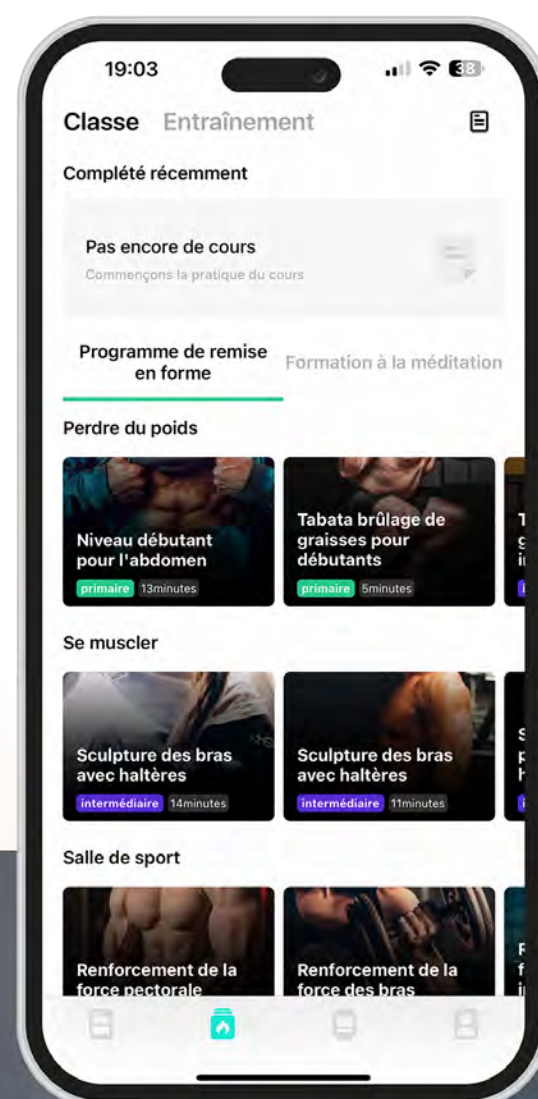 19:03
38
Classe Entraînement
Complété récemment
Pas encore de cours
Commençons la pratique du cours
Programme de remise
en forme
Formation à la méditation
Perdre du poids
Niveau débutant
pour l'abdomen
primaire 13minutes
Tabata brûlage de
graisses pour
débutants
primaire 5minutes
Se muscler
Sculpture des bras
avec haltères
intermédiaire 14minutes
Sculpture des bras
avec haltères
intermédiaire 11minutes
Salle de sport
Renforcement de la
force pectorale
Renforcement de la
force des bras